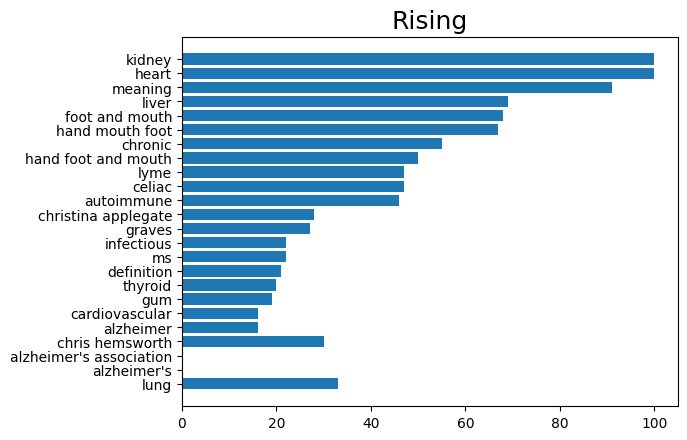 Rising
kidney
heart
meaning
liver
foot and mouth
hand mouth foot
chronic
hand foot and mouth
lyme
celiac
autoimmune
christina applegate
graves
infectious
ms
definition
thyroid
gum
cardiovascular
alzheimer
chris hemsworth
alzheimer's association
alzheimer's
lung
0 20 40 60 80 100